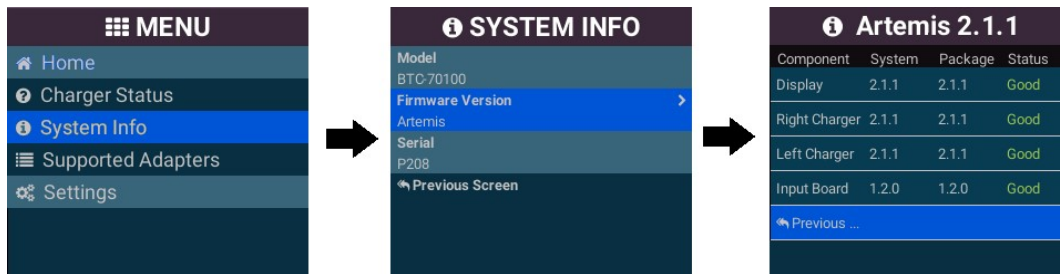 MENU
Home
Charger Status
System Info
Supported Adapters
Settings
SYSTEM INFO
Model
BTC-70100
Firmware Version
Artemis
Serial
P208
Previous Screen
Artemis 2.1.1
Component System Package Status
Display 2.1.1 2.1.1 Good
Right Charger 2.1.1 2.1.1 Good
Left Charger 2.1.1 2.1.1 Good
Input Board 1.2.0 1.2.0 Good
Previous ...